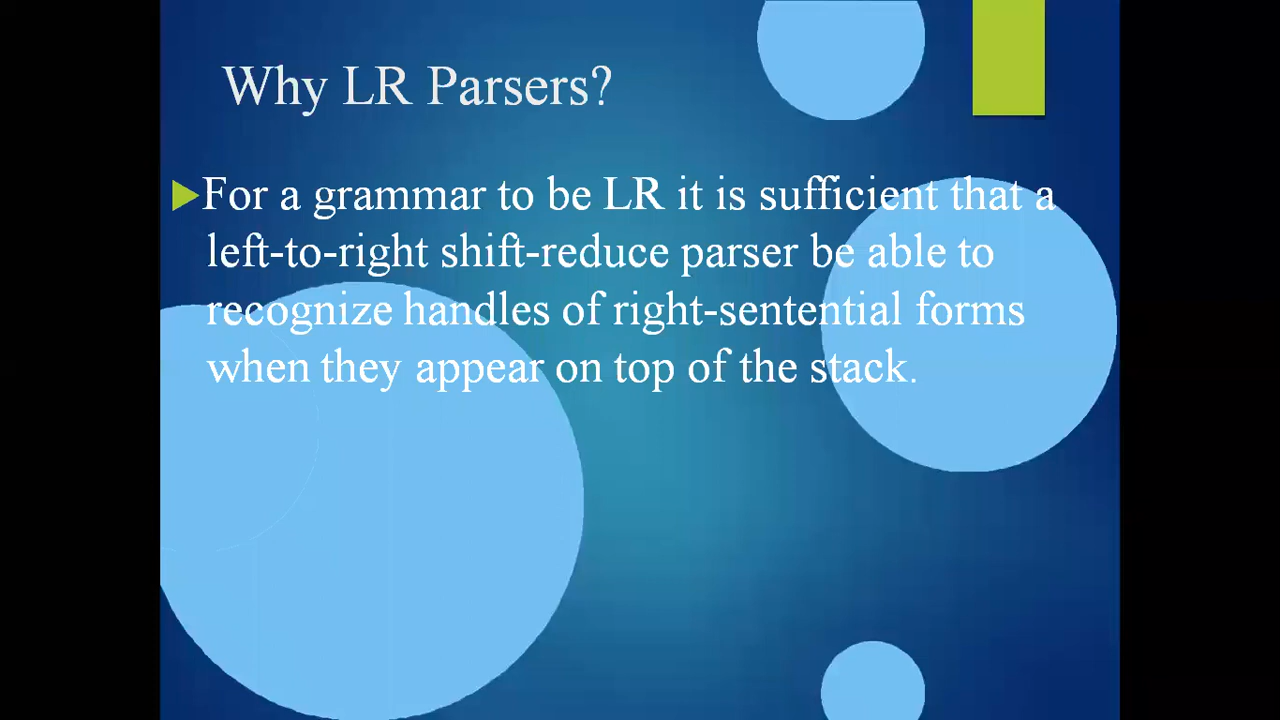 Why LR Parsers?
For a grammar to be LR it is sufficient that a
left-to-right shift-reduce parser be able to
recognize handles of right-sentential forms
when they appear on top of the stack.